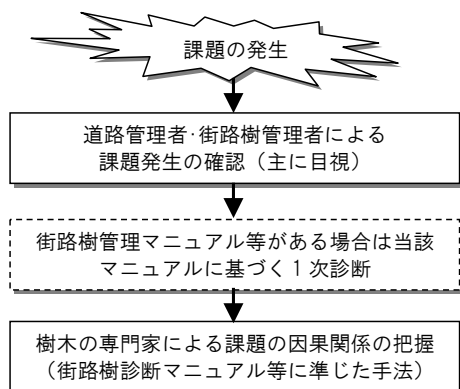 課題の発生
道路管理者･街路樹管理者による
課題発生の確認（主に目視）
街路樹管理マニュアル等がある場合は当該
マニュアルに基づく１次診断
樹木の専門家による課題の因果関係の把握
（街路樹診断マニュアル等に準じた手法）